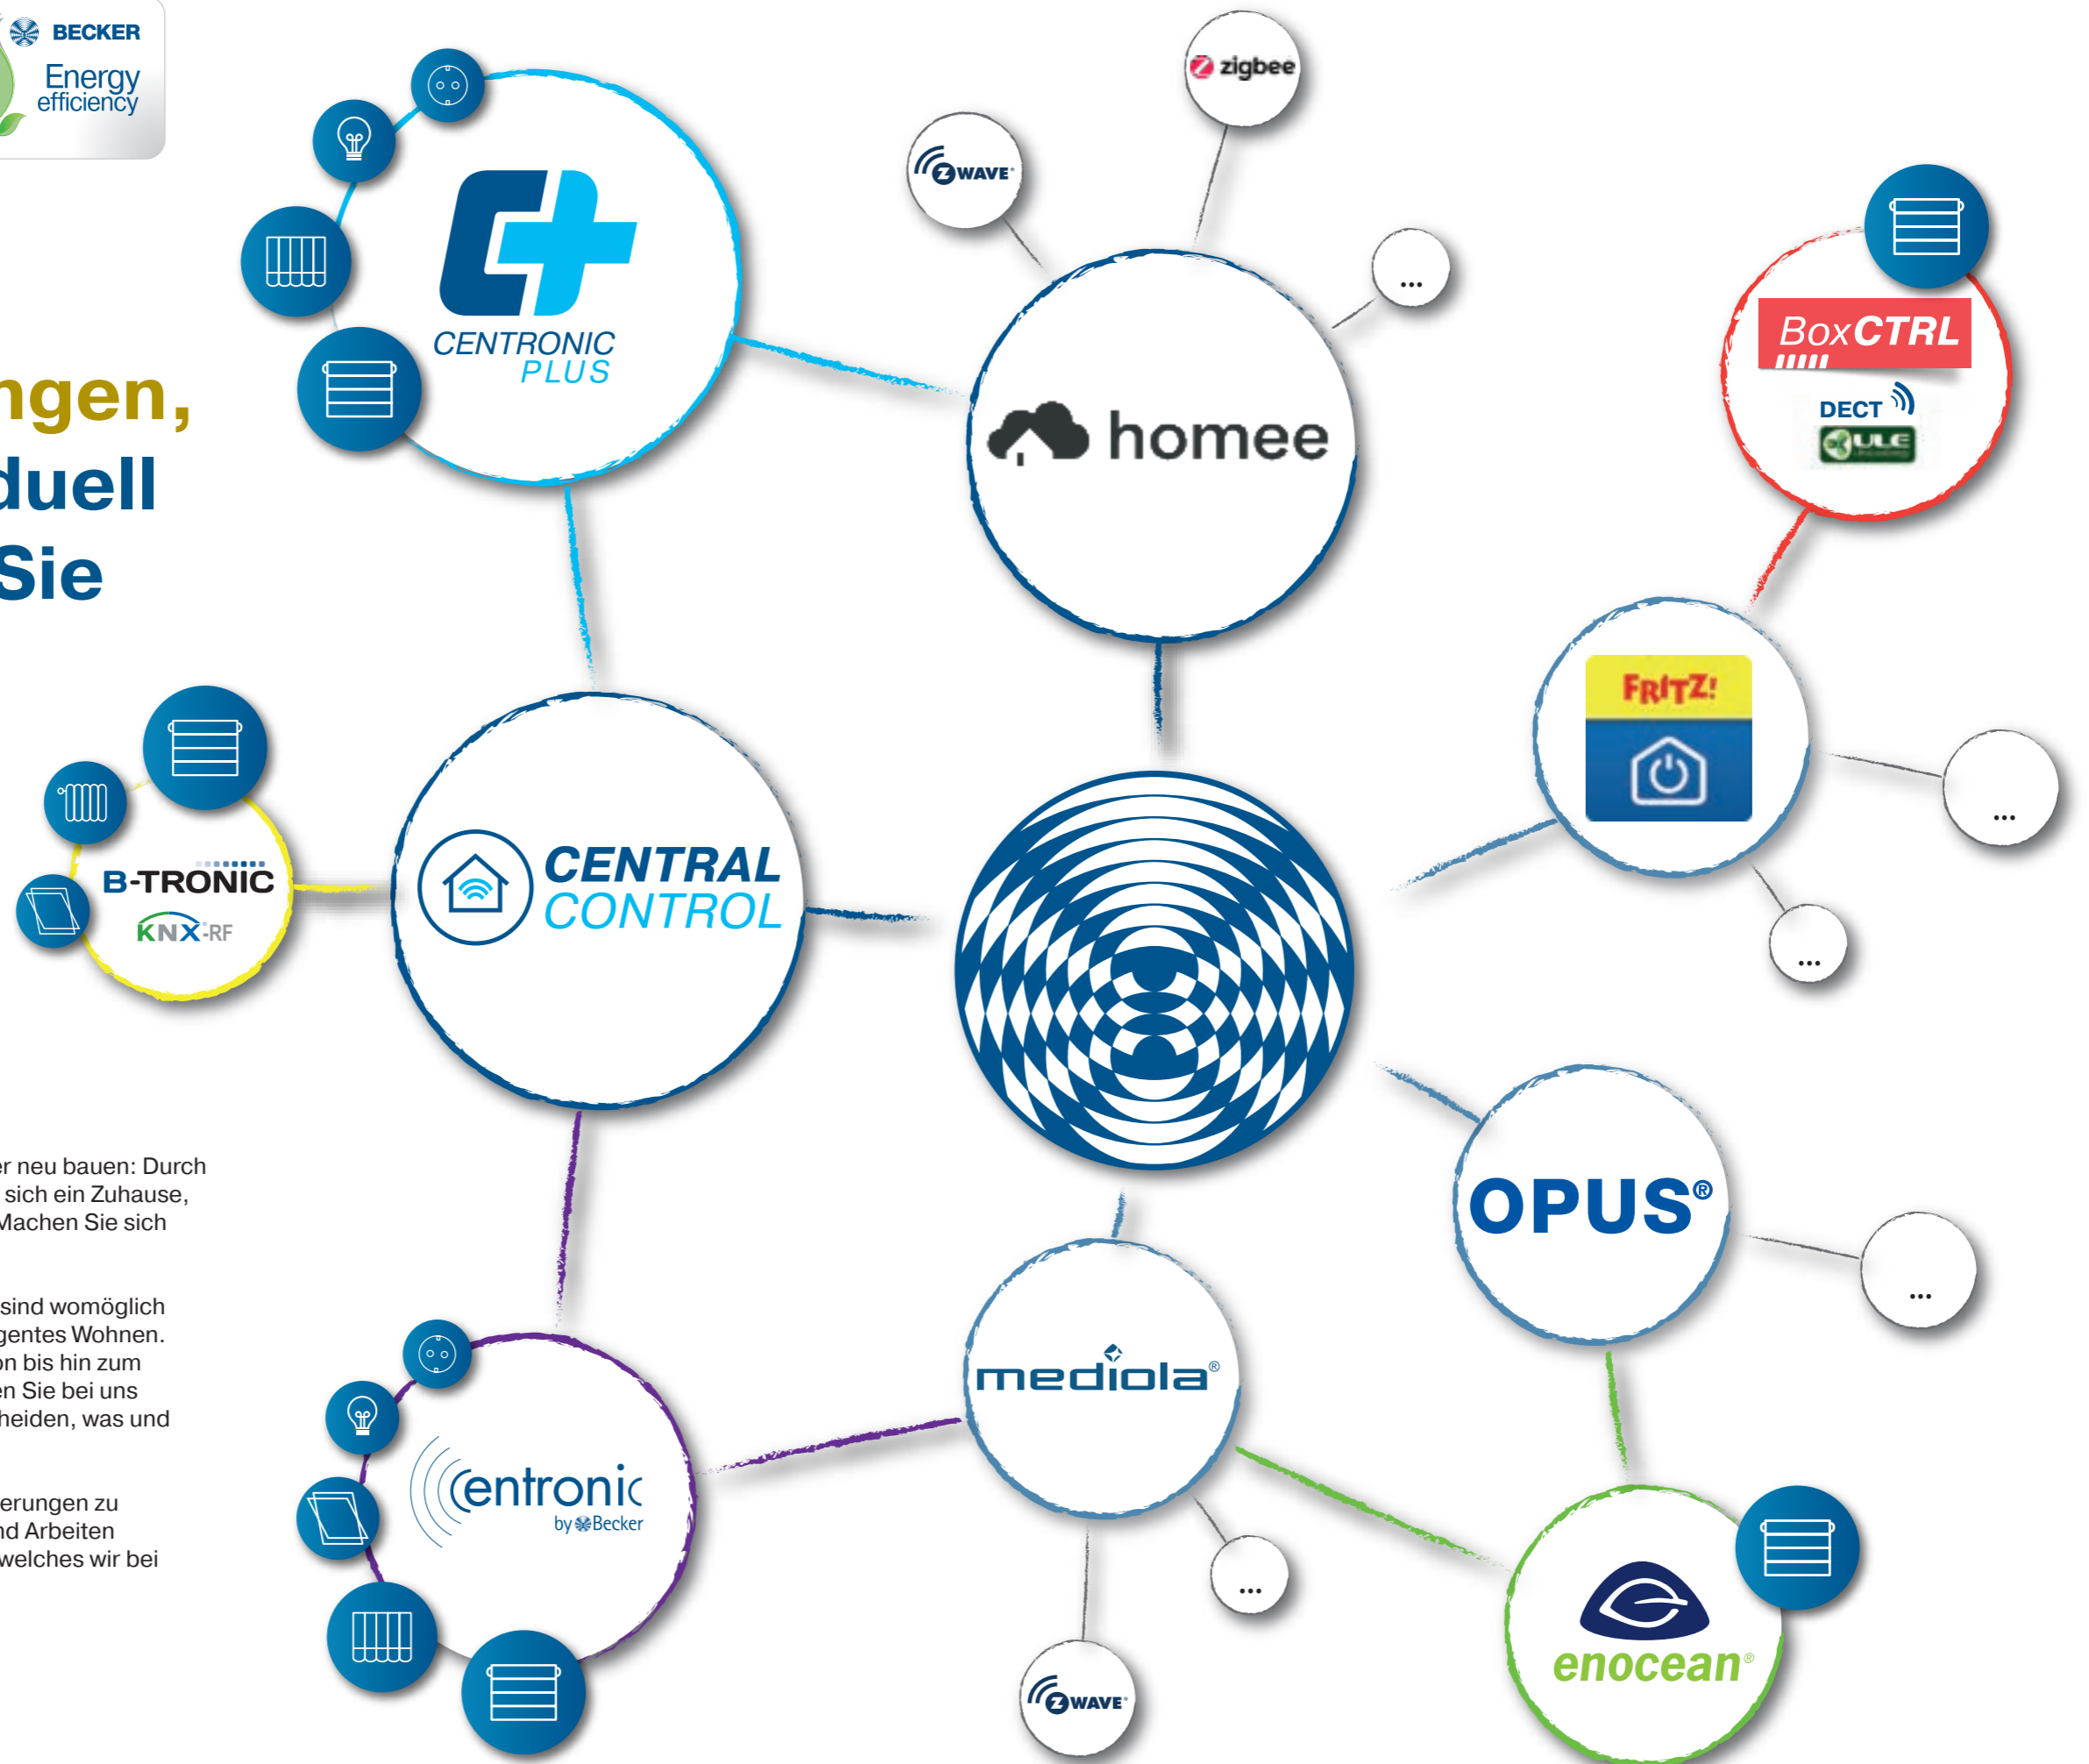 BECKER
Energy
efficiency
ngen,
duell
Sie
er neu bauen: Durch
sich ein Zuhause,
Machen Sie sich
sind womöglich
gentes Wohnen.
on bis hin zum
en Sie bei uns
heiden, was und
erungen zu
nd Arbeiten
welches wir bei
CENTRONIC
PLUS
zigbee
Z WAVE®
...
homee
BoxCTRL
DECT
ULE
FRITZ!
...
...
B-TRONIC
KNX®-RF
CENTRAL
CONTROL
OPUS®
...
mediola®
centronic
by Becker
...
Z WAVE®
enocean®